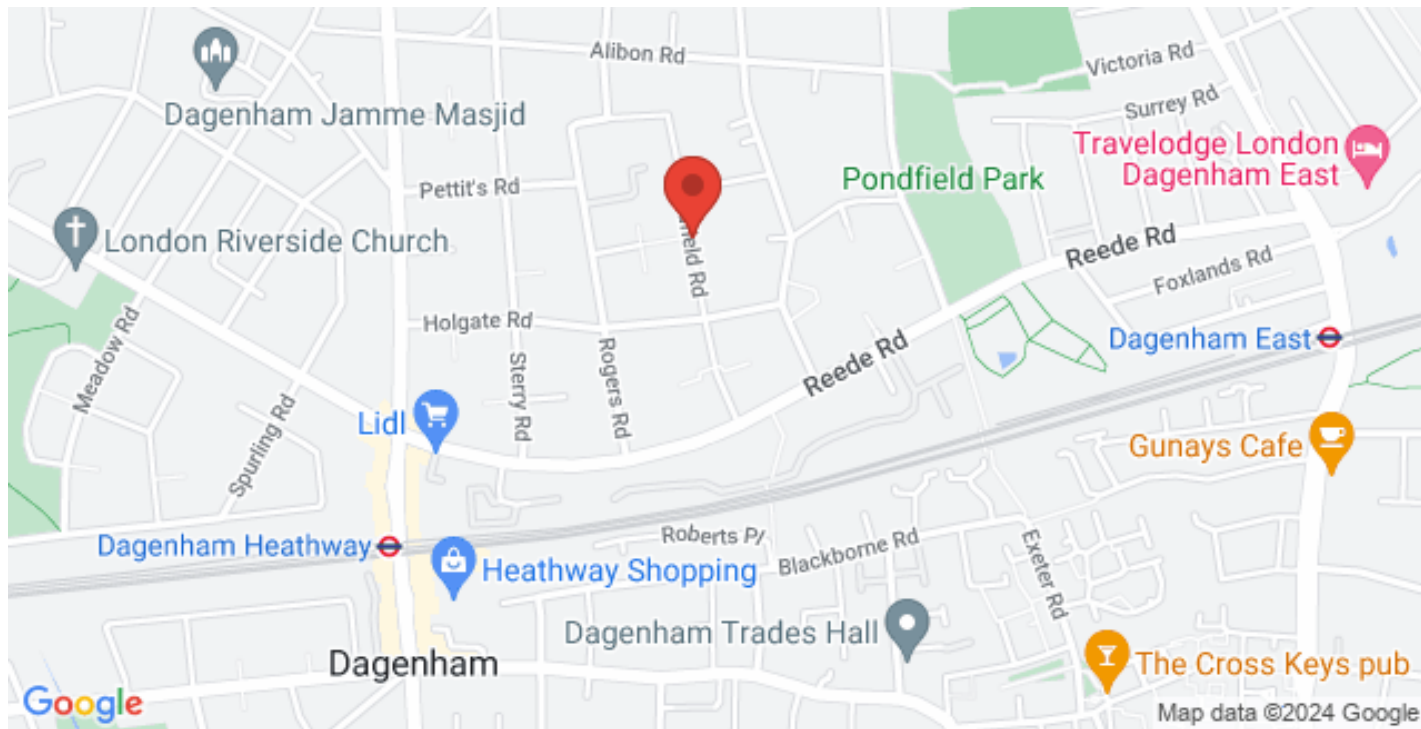 Alibon Rd
Victoria Rd
Surrey Rd
Dagenham Jamme Masjid
Travelodge London
Dagenham East
Pettit's Rd
Pondfield Park
London Riverside Church
Reede Rd
Foxlands Rd
Meadow Rd
Holgate Rd
Dagenham East
Sterry Rd
Rogers Rd
Reede Rd
Lidl
Spurling Rd
Gunays Cafe
Dagenham Heathway
Roberts Pl
Blackborne Rd
Exeter Rd
Heathway Shopping
Dagenham Trades Hall
Dagenham
The Cross Keys pub
Google
Map data ©2024 Google